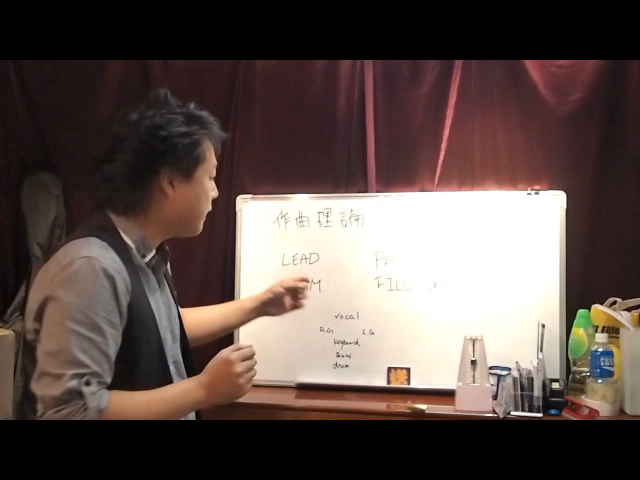 作曲理論
LEAD
FILL
vocal
R.G L.G
keyboard
Bass
drum